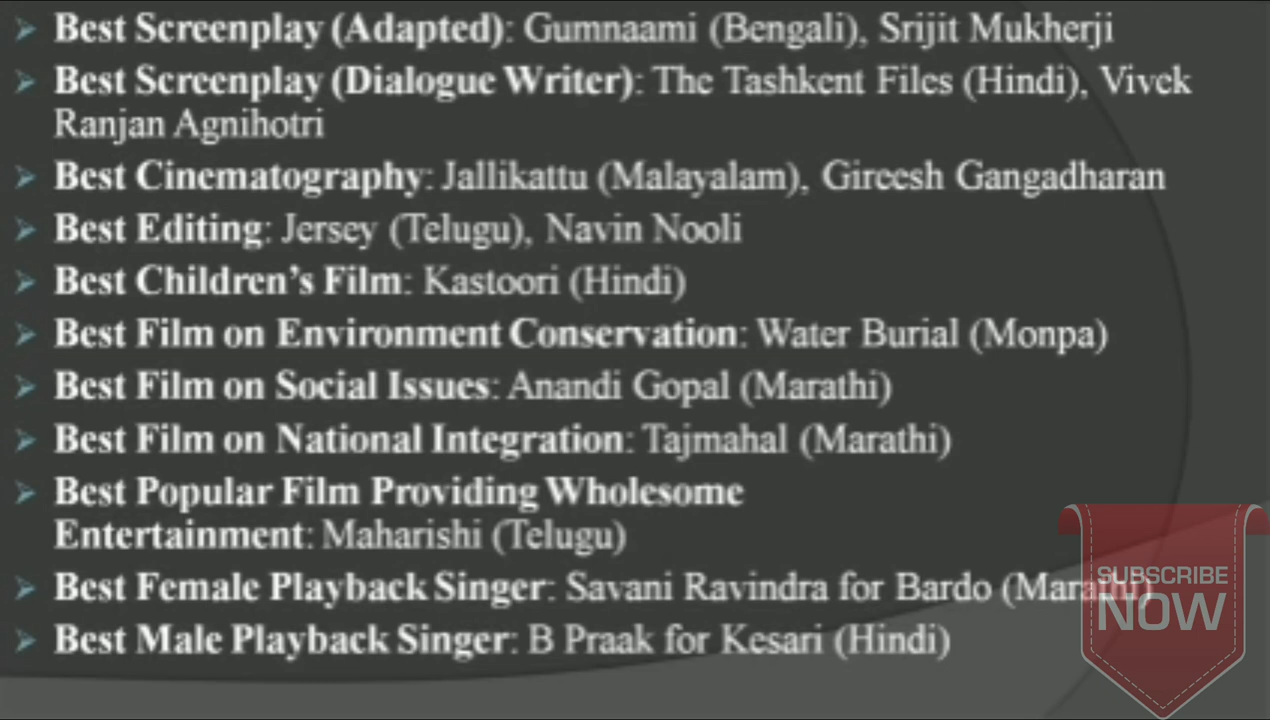 Best Screenplay (Adapted): Gumnaami (Bengali), Srijit Mukherji
Best Screenplay (Dialogue Writer): The Tashkent Files (Hindi), Vivek
Ranjan Agnihotri
Best Cinematography: Jallikattu (Malayalam), Gireesh Gangadharan
Best Editing: Jersey (Telugu), Navin Nooli
Best Children’s Film: Kastoori (Hindi)
Best Film on Environment Conservation: Water Burial (Monpa)
Best Film on Social Issues: Anandi Gopal (Marathi)
Best Film on National Integration: Tajmahal (Marathi)
Best Popular Film Providing Wholesome
Entertainment: Maharishi (Telugu)
Best Female Playback Singer: Savani Ravindra for Bardo (Marathi)
Best Male Playback Singer: B Praak for Kesari (Hindi)
SUBSCRIBE
NOW